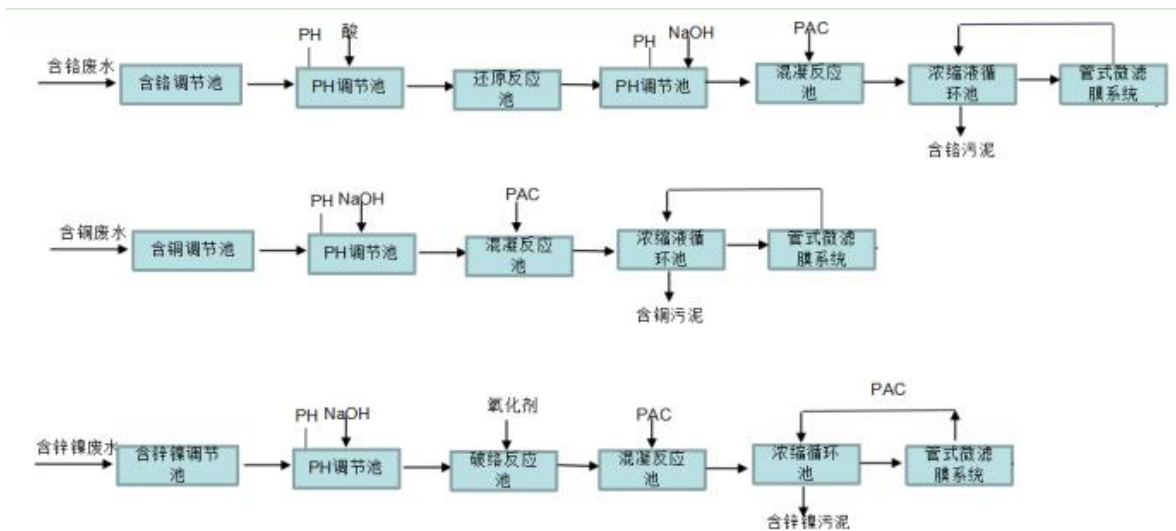 PH
酸
PH
NaOH
PAC
含铬废水
含铬调节池
PH调节池
还原反应
池
PH调节池
混凝反应
池
浓缩液循
环池
管式微滤
膜系统
含铬污泥
PH
NaOH
PAC
含铜废水
含铜调节池
PH调节池
混凝反应
池
浓缩液循
环池
管式微滤
膜系统
含铜污泥
PH
NaOH
氧化剂
PAC
PAC
含锌镍废水
含锌镍调节
池
PH调节池
破络反应
池
混凝反应
池
浓缩循环
池
管式微滤
膜系统
含锌镍污泥